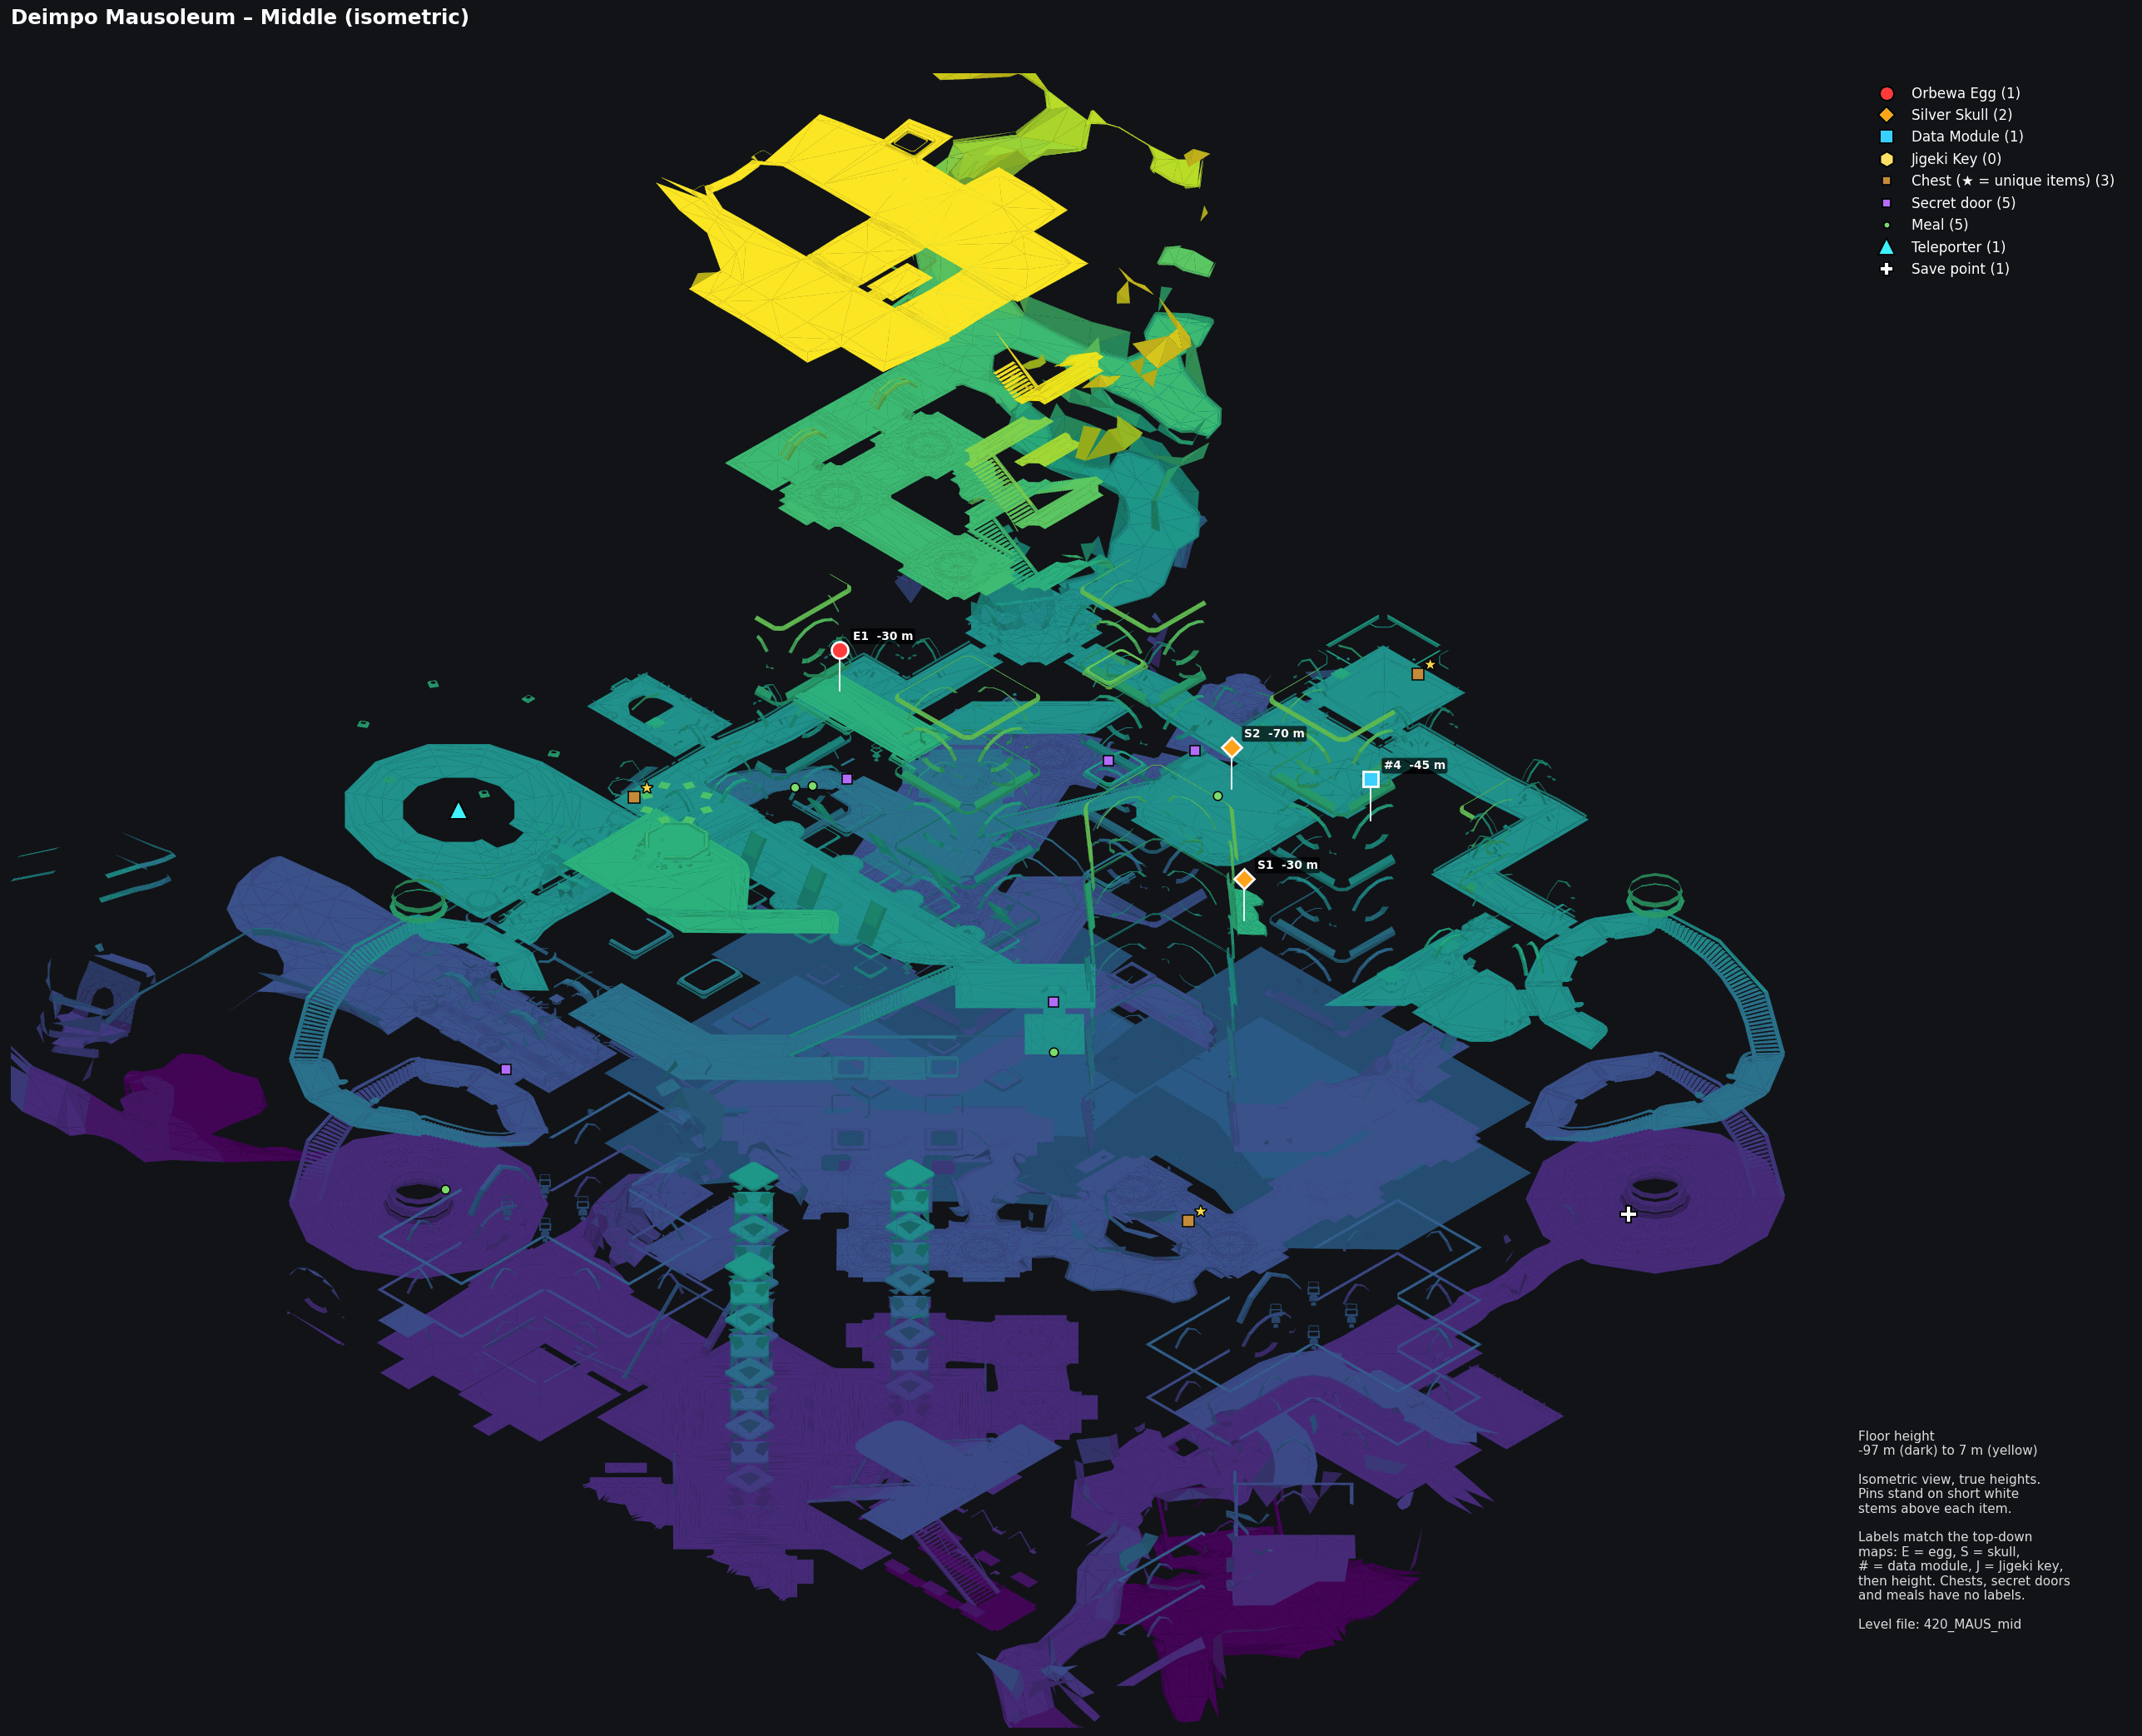 Deimpo Mausoleum – Middle (isometric)
Orbewa Egg (1)
Silver Skull (2)
Data Module (1)
Jigeki Key (0)
Chest (★ = unique items) (3)
Secret door (5)
Meal (5)
Teleporter (1)
Save point (1)
E1 -30 m
S2 -70 m
#4 -45 m
S1 -30 m
Floor height
-97 m (dark) to 7 m (yellow)
Isometric view, true heights.
Pins stand on short white
stems above each item.
Labels match the top-down
maps: E = egg, S = skull,
# = data module, J = Jigeki key,
then height. Chests, secret doors
and meals have no labels.
Level file: 420_MAUS_mid